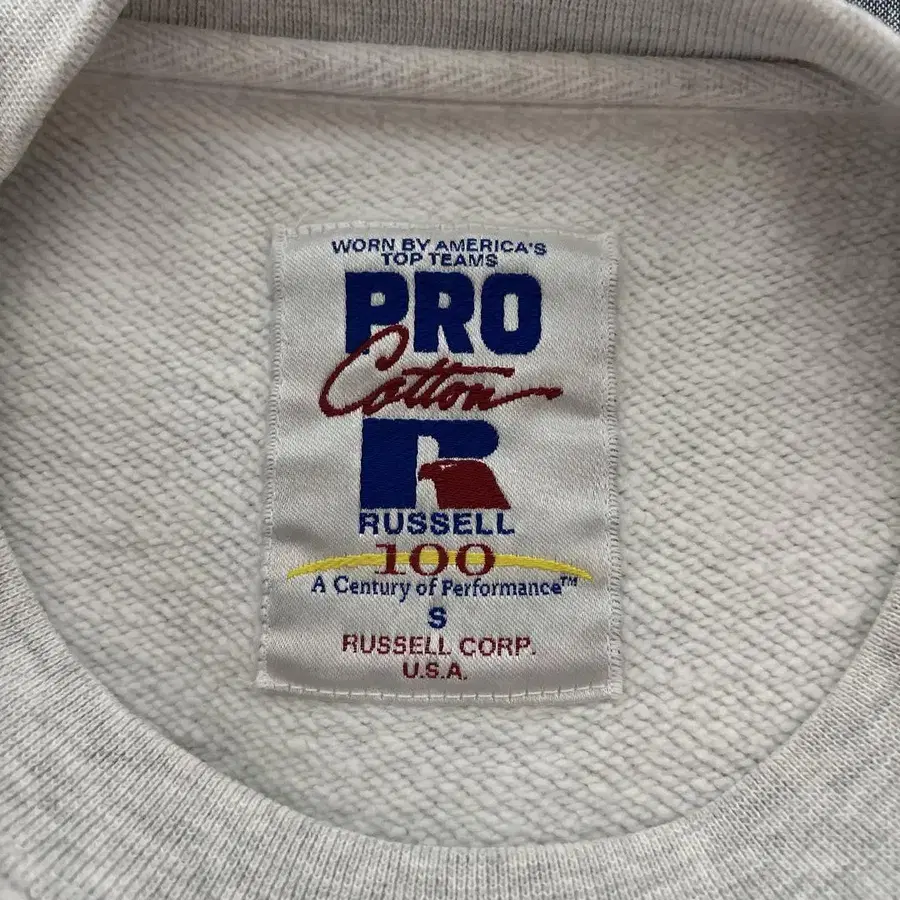 WORN BY AMERICA'S
TOP TEAMS
PRO
Cotton
R
RUSSELL
100
A Century of Performance™
S
RUSSELL CORP.
U.S.A.